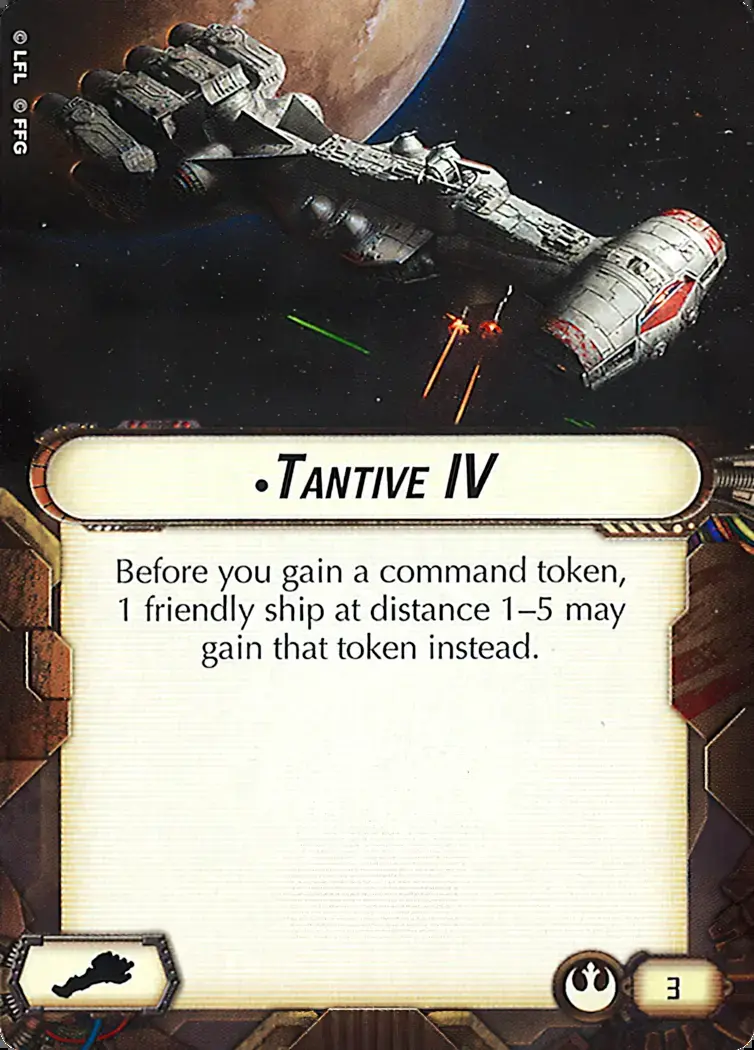 © LFL © FFG
•TANTIVE IV
Before you gain a command token,
1 friendly ship at distance 1–5 may
gain that token instead.
3